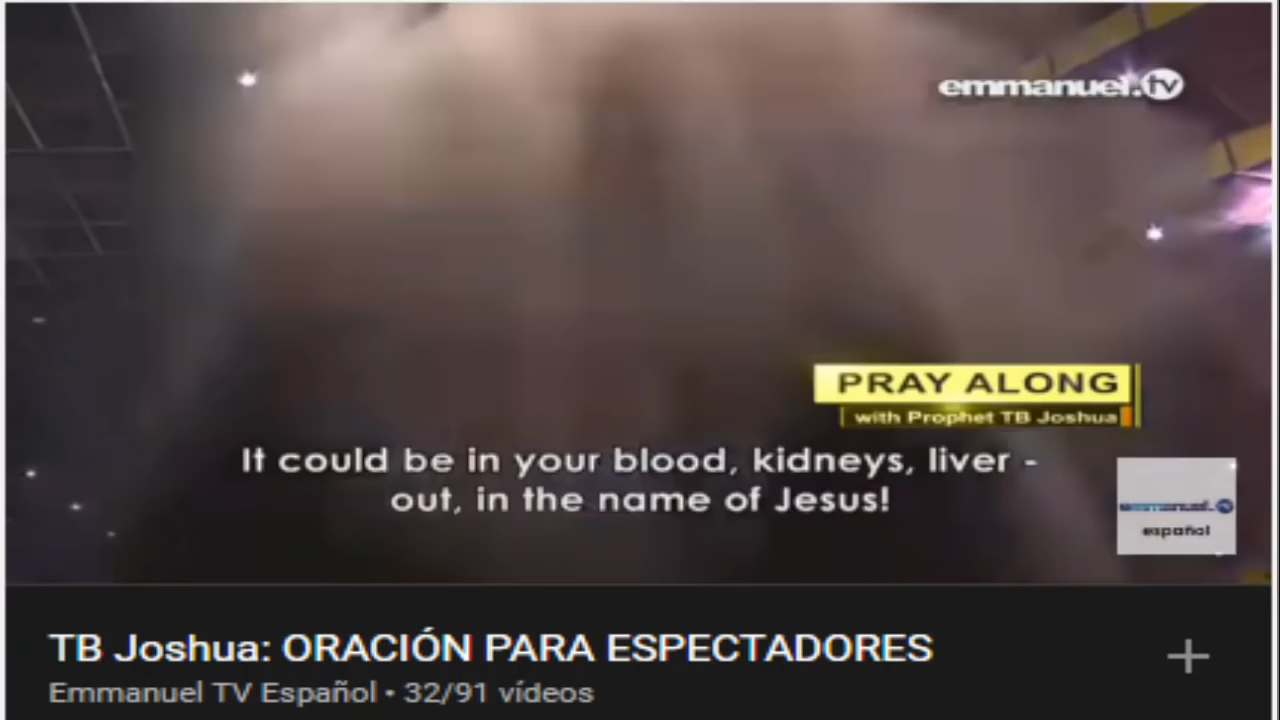 emmanuel.tv
PRAY ALONG
with Prophet TB Joshua
It could be in your blood, kidneys, liver -
out, in the name of Jesus!
emmanuel.tv
español
TB Joshua: ORACIÓN PARA ESPECTADORES
Emmanuel TV Español • 32/91 vídeos